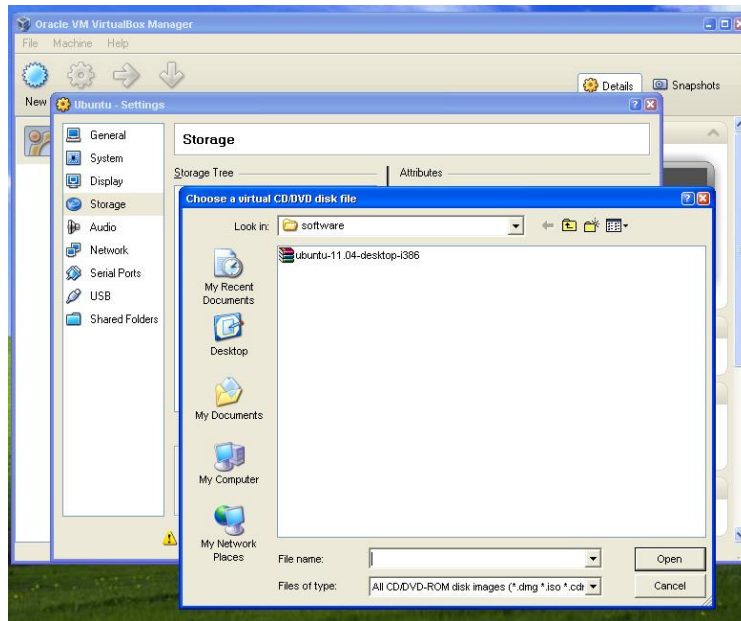 Oracle VM VirtualBox Manager
File Machine Help
New
Details
Snapshots
Ubuntu - Settings
General
System
Display
Storage
Audio
Network
Serial Ports
USB
Shared Folders
Storage
Storage Tree
Attributes
Choose a virtual CD/DVD disk file
Look in:
software
ubuntu-11.04-desktop-i386
My Recent
Documents
Desktop
My Documents
My Computer
My Network
Places
File name:
Open
Files of type:
All CD/DVD-ROM disk images (*.dmg *.iso *.cdr
Cancel